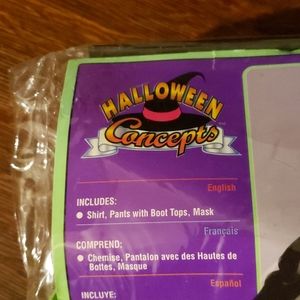 HALLOWEEN
Concepts
English
INCLUDES:
● Shirt, Pants with Boot Tops, Mask
Français
COMPREND:
● Chemise, Pantalon avec des Hautes de
Bottes, Masque
Español
INCLUYE: